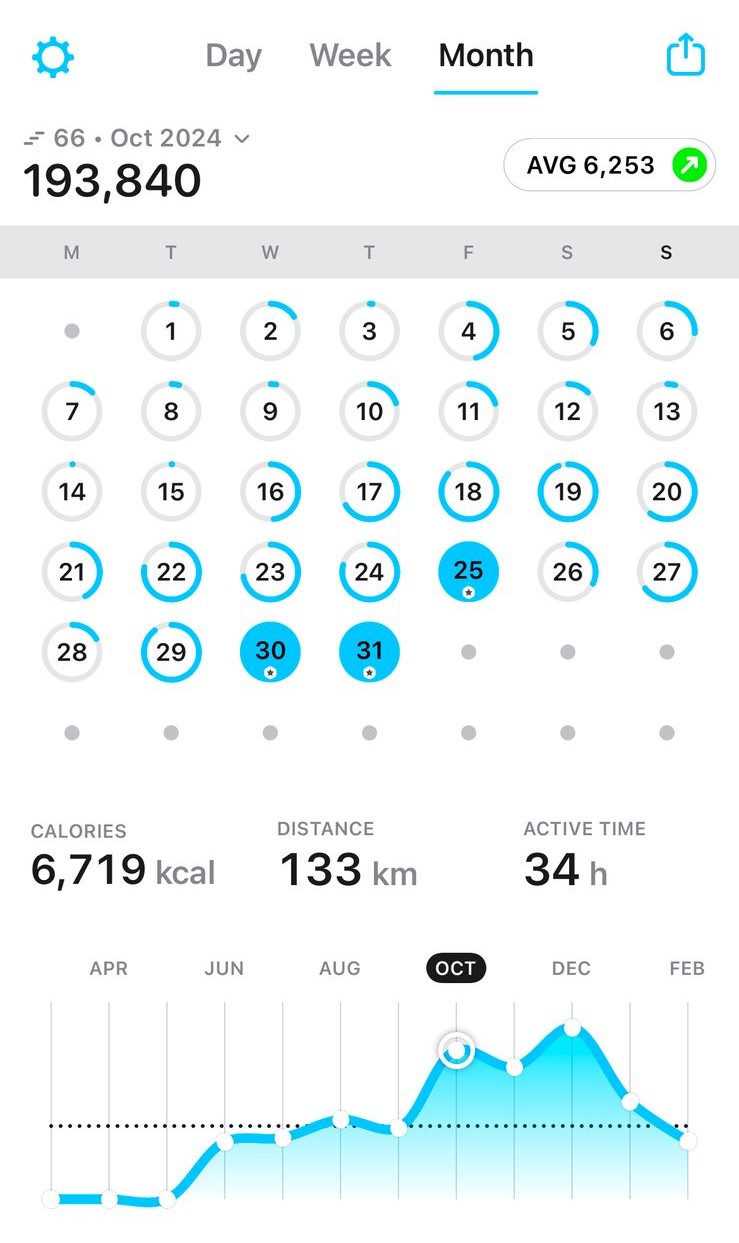 Day Week Month
66 • Oct 2024
193,840
AVG 6,253
M T W T F S S
1 2 3 4 5 6
7 8 9 10 11 12 13
14 15 16 17 18 19 20
21 22 23 24 25 26 27
28 29 30 31
CALORIES DISTANCE ACTIVE TIME
6,719 kcal 133 km 34 h
APR JUN AUG OCT DEC FEB